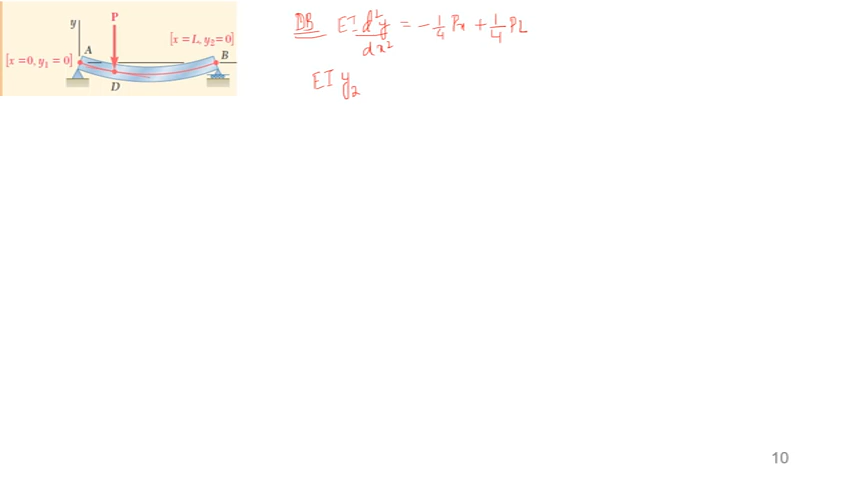 y
P
[x = L, y₂ = 0]
[x = 0, y₁ = 0]
A
B
D
DB EI d²y/dx² = -1/4 Px + 1/4 PL
EI y₂
10